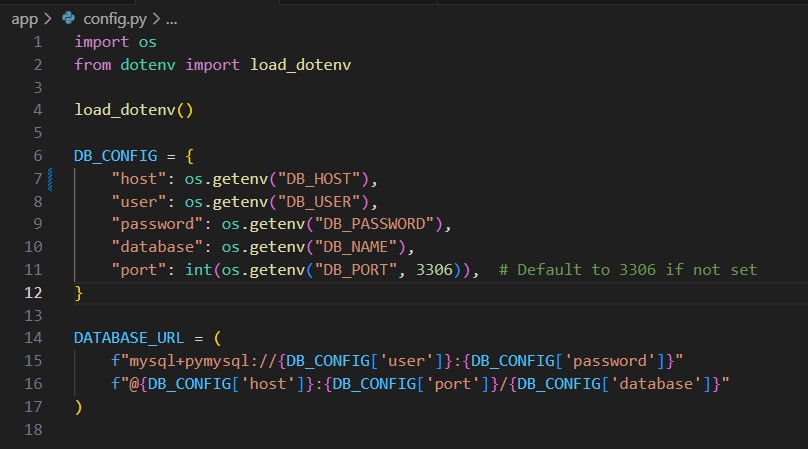 app > config.py > ...
1 import os
2 from dotenv import load_dotenv
3
4 load_dotenv()
5
6 DB_CONFIG = {
7     "host": os.getenv("DB_HOST"),
8     "user": os.getenv("DB_USER"),
9     "password": os.getenv("DB_PASSWORD"),
10     "database": os.getenv("DB_NAME"),
11     "port": int(os.getenv("DB_PORT", 3306)),  # Default to 3306 if not set
12 }
13
14 DATABASE_URL = (
15     f"mysql+pymysql://{DB_CONFIG['user']}:{DB_CONFIG['password']}"
16     f"@{DB_CONFIG['host']}:{DB_CONFIG['port']}/{DB_CONFIG['database']}"
17 )
18